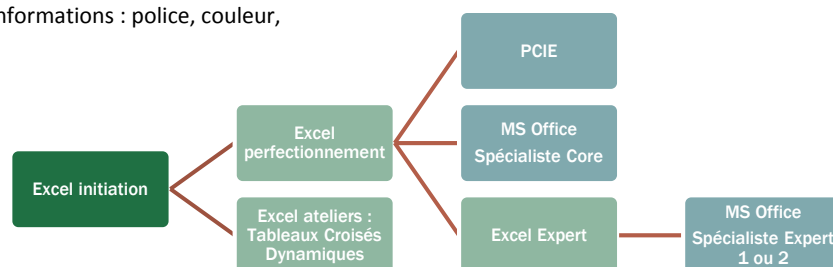 nformations : police, couleur,
PCIE
Excel
perfectionnement
MS Office
Spécialiste Core
Excel initiation
Excel ateliers :
Tableaux Croisés
Dynamiques
Excel Expert
MS Office
Spécialiste Expert
1 ou 2